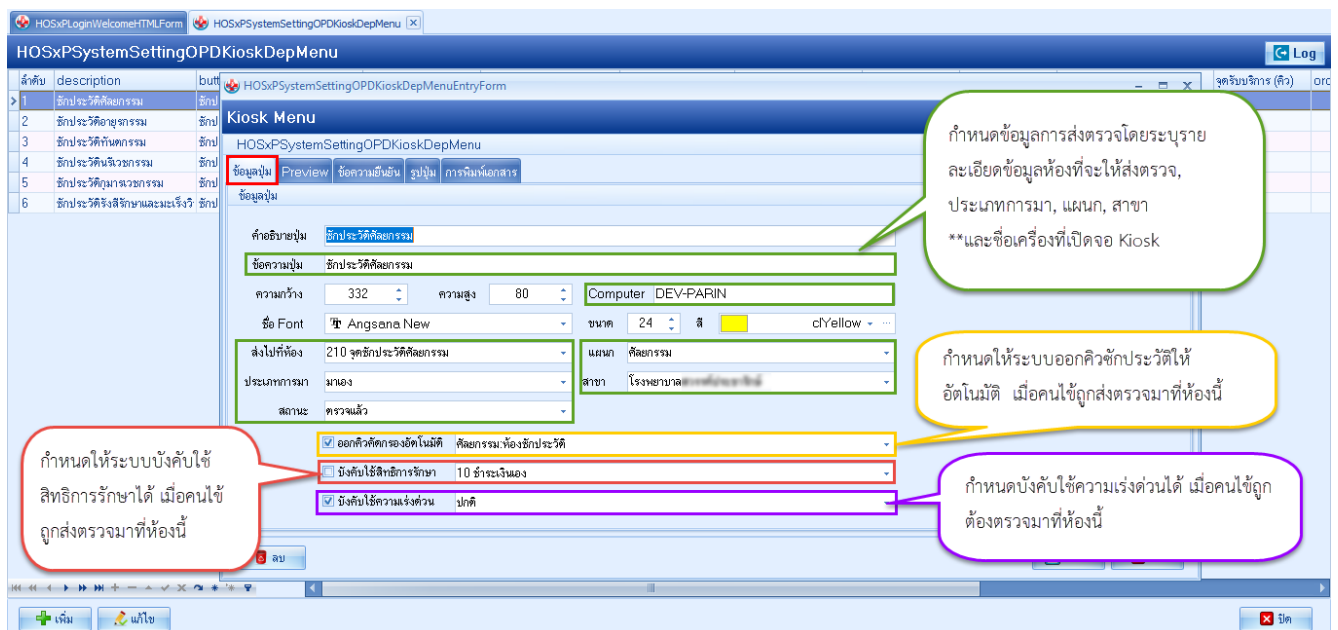 HOSxPLoginWelcomeHTMLForm HOSxPSystemSettingOPDKioskDepMenu
HOSxPSystemSettingOPDKioskDepMenu
Log
ลำดับ description butt
จุดรับบริการ (คิว) ord
1 ซักประวัติศัลยกรรม ซักป
2 ซักประวัติอายุรกรรม ซักป
3 ซักประวัติทันตกรรม ซักป
4 ซักประวัตินรีเวชกรรม ซักป
5 ซักประวัติกุมารเวชกรรม ซักป
6 ซักประวัติรังสีรักษาและมะเร็งวิ ซักป
HOSxPSystemSettingOPDKioskDepMenuEntryForm
Kiosk Menu
HOSxPSystemSettingOPDKioskDepMenu
ข้อมูลปุ่ม Preview ข้อความยืนยัน รูปปุ่ม การพิมพ์เอกสาร
ข้อมูลปุ่ม
คำอธิบายปุ่ม ซักประวัติศัลยกรรม
ข้อความปุ่ม ซักประวัติศัลยกรรม
ความกว้าง 332 ความสูง 80 Computer DEV-PARIN
ชื่อ Font Angsana New ขนาด 24 สี clYellow
ส่งไปที่ห้อง 210 จุดซักประวัติศัลยกรรม แผนก ศัลยกรรม
ประเภทการมา มาเอง สาขา โรงพยาบาล
สถานะ ตรวจแล้ว
ออกคิวคัดกรองอัตโนมัติ ศัลยกรรม:ห้องซักประวัติ
บังคับใช้สิทธิการรักษา 10 ชำระเงินเอง
บังคับใช้ความเร่งด่วน ปกติ
กำหนดข้อมูลการส่งตรวจโดยระบุราย
ละเอียดข้อมูลห้องที่จะให้ส่งตรวจ,
ประเภทการมา, แผนก, สาขา
**และชื่อเครื่องที่เปิดจอ Kiosk
กำหนดให้ระบบออกคิวซักประวัติให้
อัตโนมัติ เมื่อคนไข้ถูกส่งตรวจมาที่ห้องนี้
กำหนดให้ระบบบังคับใช้
สิทธิการรักษาได้ เมื่อคนไข้
ถูกส่งตรวจมาที่ห้องนี้
กำหนดบังคับใช้ความเร่งด่วนได้ เมื่อคนไข้ถูก
ต้องตรวจมาที่ห้องนี้
ลบ
เพิ่ม แก้ไข ปิด